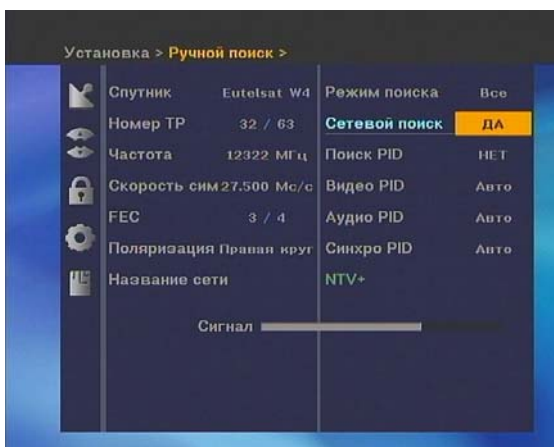 Установка > Ручной поиск >
Спутник Eutelsat W4 Режим поиска Все
Номер TP 32 / 63 Сетевой поиск ДА
Частота 12322 МГц Поиск PID НЕТ
Скорость сим 27.500 Мс/с Видео PID Авто
FEC 3 / 4 Аудио PID Авто
Поляризация Правая круг Синхро PID Авто
Название сети NTV+
Сигнал